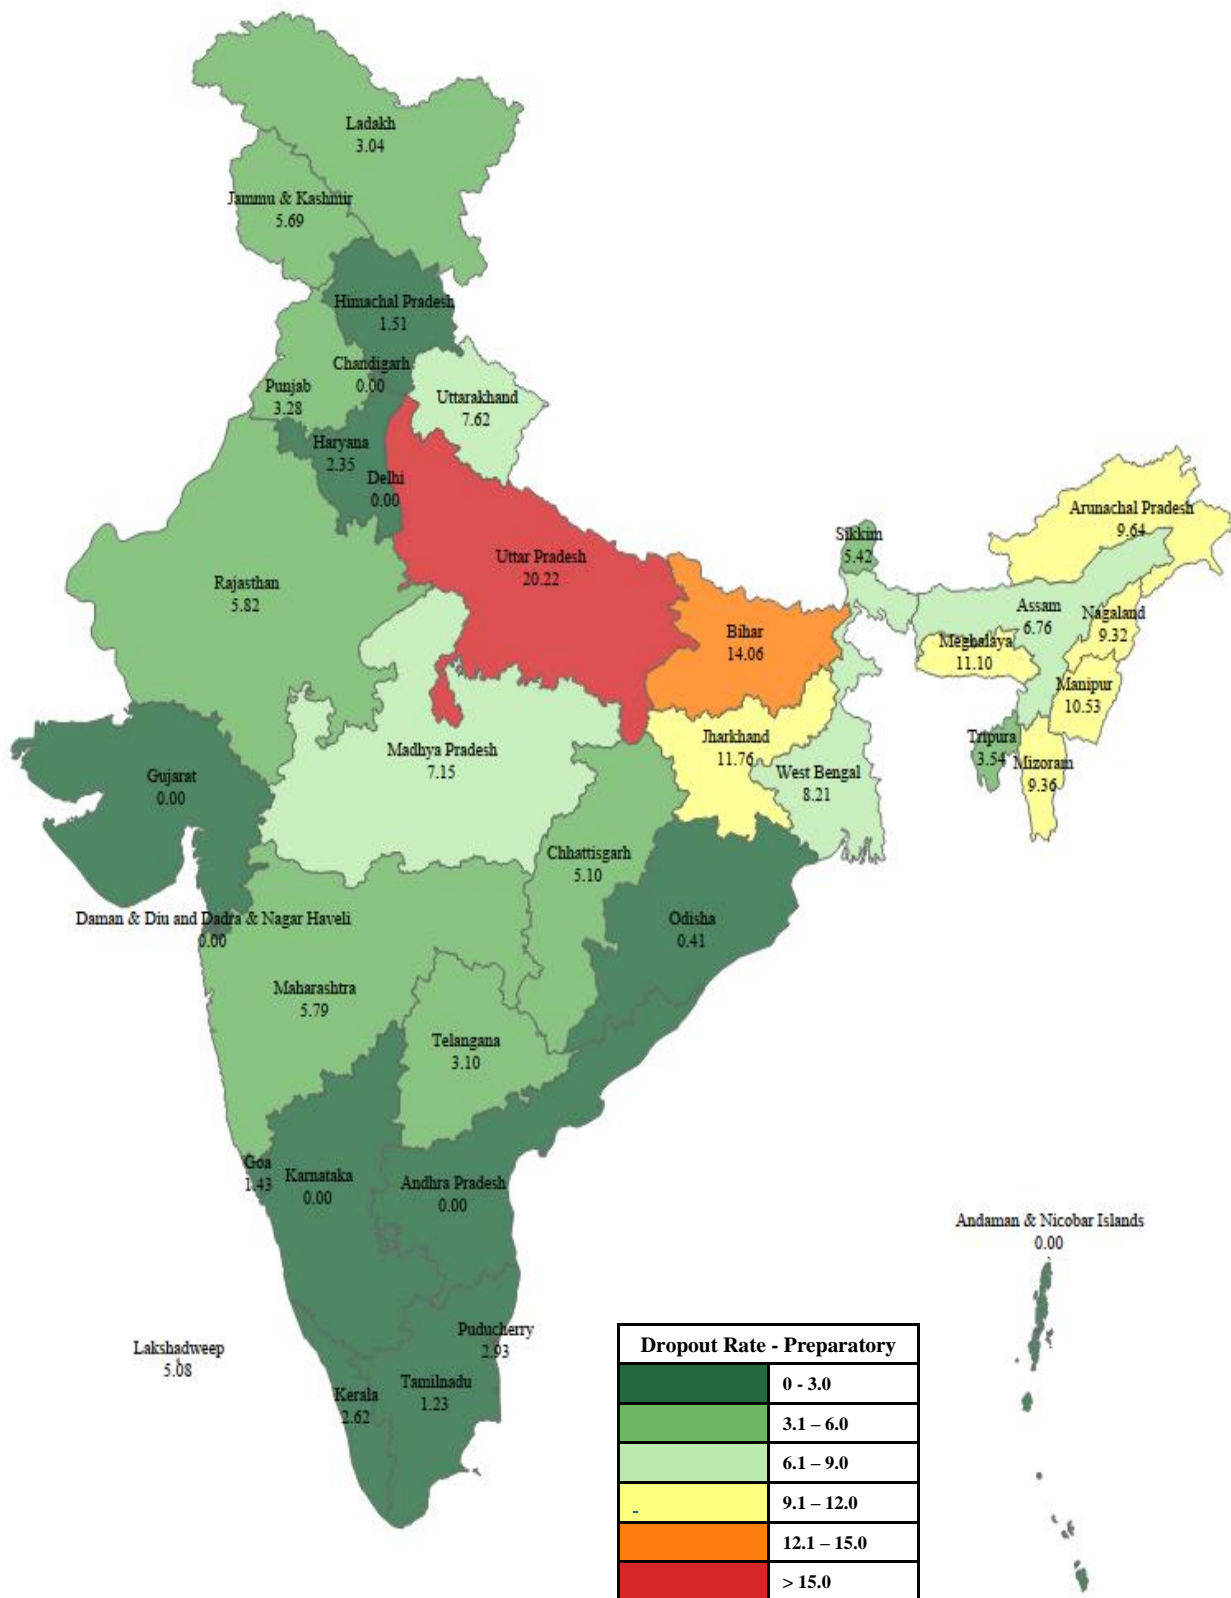 Ladakh
3.04
Jammu & Kashmir
5.69
Himachal Pradesh
1.51
Chandigarh
0.00
Punjab
3.28
Uttarakhand
7.62
Haryana
2.35
Delhi
0.00
Uttar Pradesh
20.22
Rajasthan
5.82
Bihar
14.06
Sikkim
5.42
Arunachal Pradesh
9.64
Assam
6.76
Nagaland
9.32
Meghalaya
11.10
Manipur
10.53
Tripura
3.54
Mizoram
9.36
Jharkhand
11.76
West Bengal
8.21
Madhya Pradesh
7.15
Gujarat
0.00
Chhattisgarh
5.10
Daman & Diu and Dadra & Nagar Haveli
0.00
Odisha
0.41
Maharashtra
5.79
Telangana
3.10
Goa
1.43
Karnataka
0.00
Andhra Pradesh
0.00
Andaman & Nicobar Islands
0.00
Lakshadweep
5.08
Puducherry
2.93
Kerala
2.62
Tamilnadu
1.23
Dropout Rate - Preparatory
0 - 3.0
3.1 – 6.0
6.1 – 9.0
9.1 – 12.0
12.1 – 15.0
> 15.0